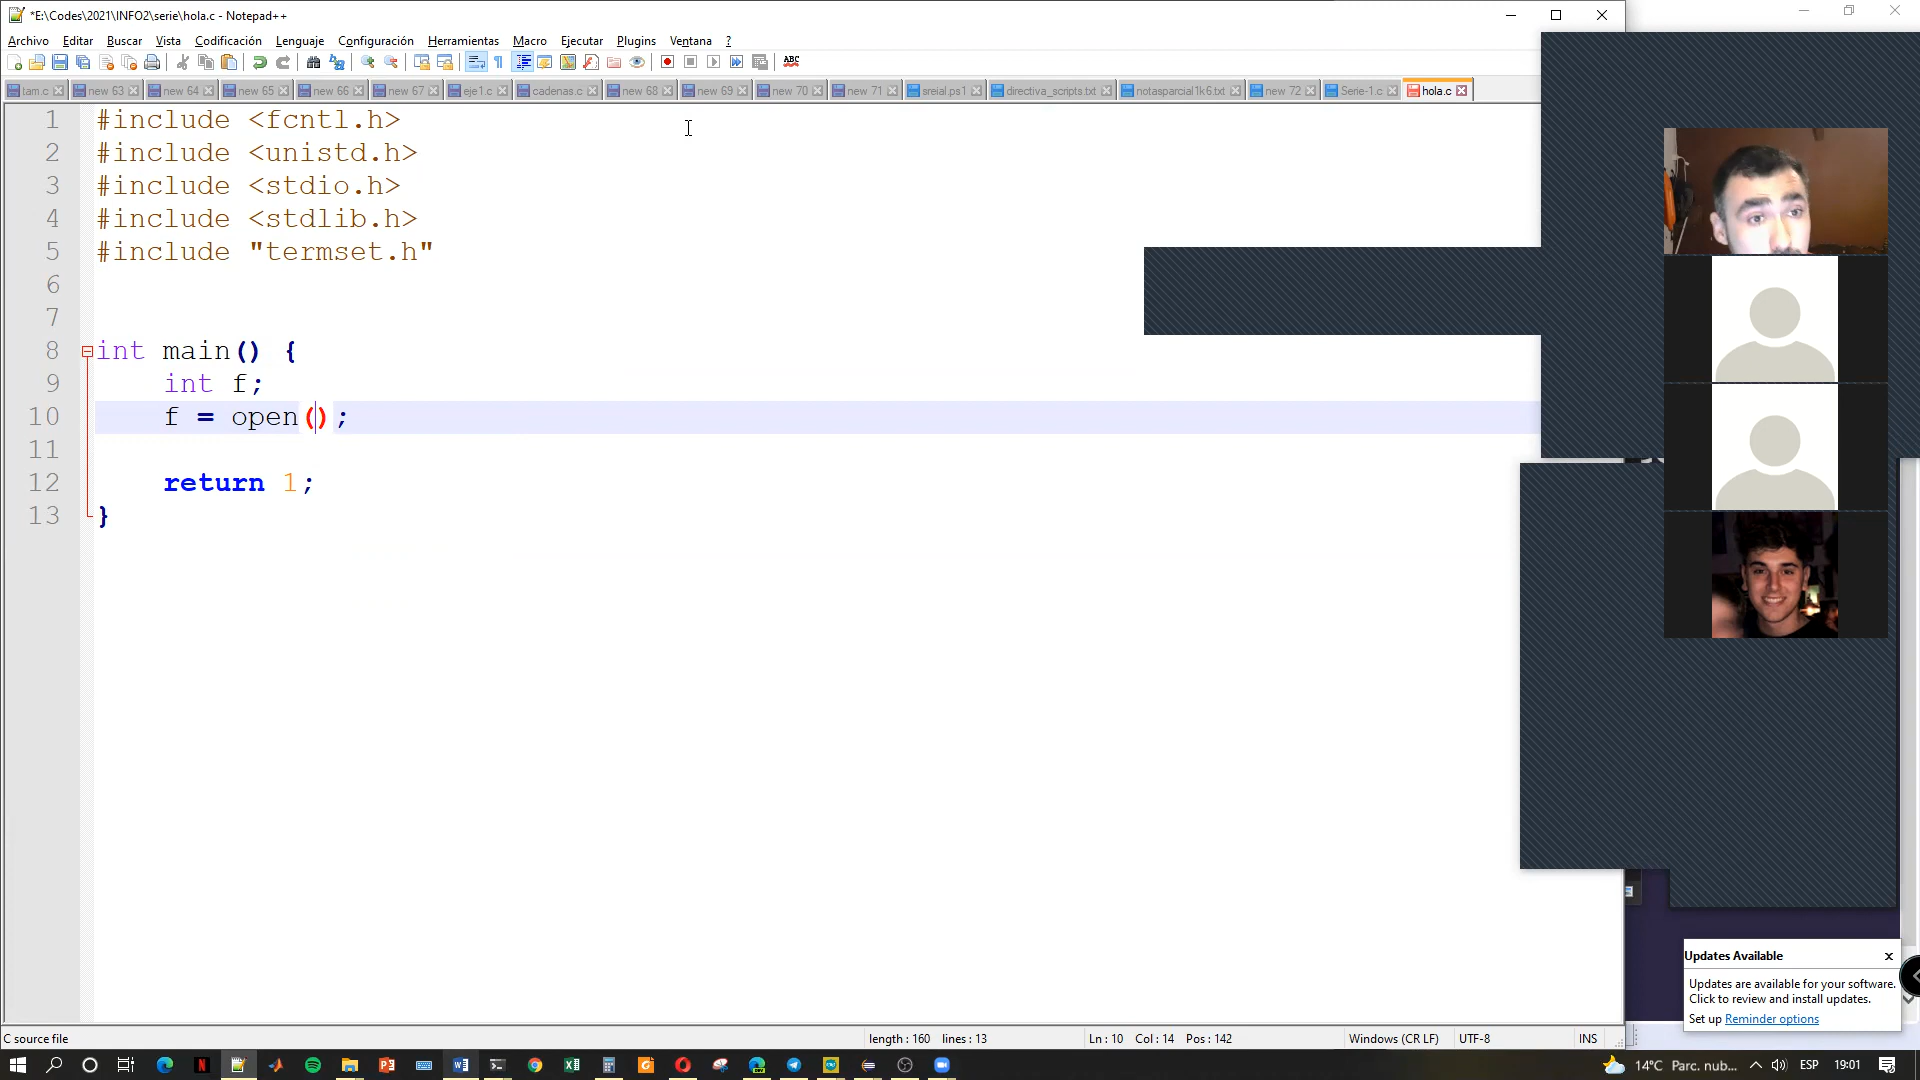 *E:\Codes\2021\INFO2\serie\hola.c - Notepad++
Archivo Editar Buscar Vista Codificación Lenguaje Configuración Herramientas Macro Ejecutar Plugins Ventana ?
tam.c new 63 new 64 new 65 new 66 new 67 eje1.c cadenas.c new 68 new 69 new 70 new 71 sreial.ps1 directiva_scripts.txt notasparcial1k6.txt new 72 Serie-1.c hola.c
1 #include <fcntl.h>
2 #include <unistd.h>
3 #include <stdio.h>
4 #include <stdlib.h>
5 #include "termset.h"
6
7
8 int main() {
9 int f;
10 f = open();
11
12 return 1;
13 }
Updates Available
Updates are available for your software.
Click to review and install updates.
Set up Reminder options
C source file length : 160 lines : 13 Ln : 10 Col : 14 Pos : 142 Windows (CR LF) UTF-8 INS
14°C Parc. nub... ESP 19:01